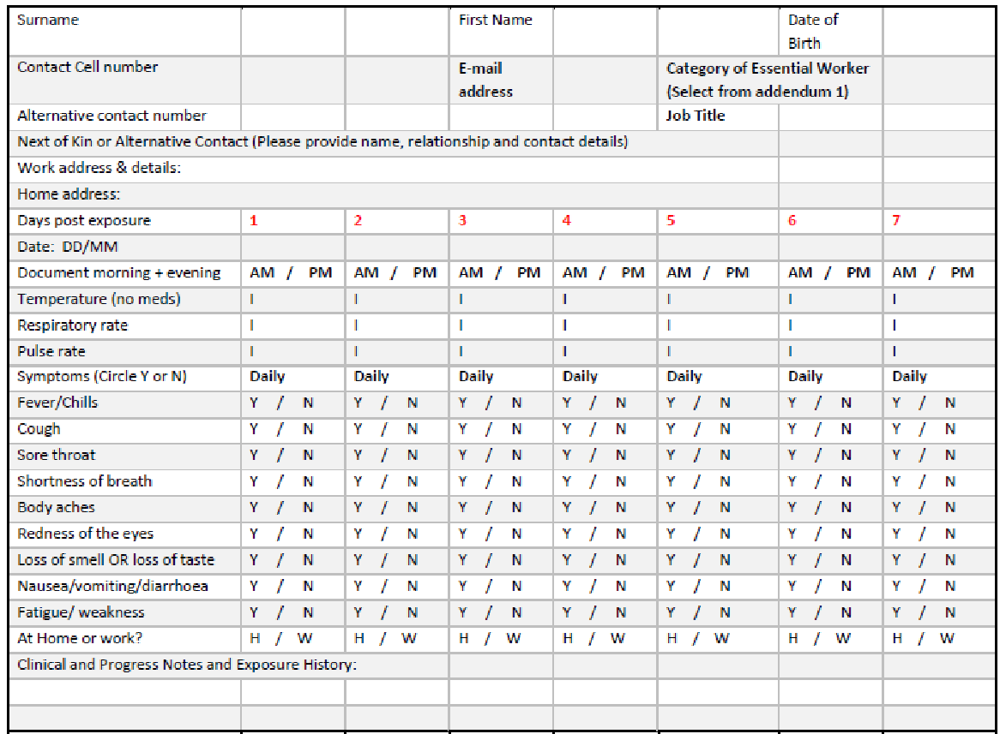 Surname First Name Date of
Birth
Contact Cell number E-mail Category of Essential Worker
address (Select from addendum 1)
Alternative contact number Job Title
Next of Kin or Alternative Contact (Please provide name, relationship and contact details)
Work address & details:
Home address:
Days post exposure 1 2 3 4 5 6 7
Date: DD/MM
Document morning + evening AM / PM AM / PM AM / PM AM / PM AM / PM AM / PM AM / PM
Temperature (no meds) I I I I I I I
Respiratory rate I I I I I I I
Pulse rate I I I I I I I
Symptoms (Circle Y or N) Daily Daily Daily Daily Daily Daily Daily
Fever/Chills Y / N Y / N Y / N Y / N Y / N Y / N Y / N
Cough Y / N Y / N Y / N Y / N Y / N Y / N Y / N
Sore throat Y / N Y / N Y / N Y / N Y / N Y / N Y / N
Shortness of breath Y / N Y / N Y / N Y / N Y / N Y / N Y / N
Body aches Y / N Y / N Y / N Y / N Y / N Y / N Y / N
Redness of the eyes Y / N Y / N Y / N Y / N Y / N Y / N Y / N
Loss of smell OR loss of taste Y / N Y / N Y / N Y / N Y / N Y / N Y / N
Nausea/vomiting/diarrhoea Y / N Y / N Y / N Y / N Y / N Y / N Y / N
Fatigue/ weakness Y / N Y / N Y / N Y / N Y / N Y / N Y / N
At Home or work? H / W H / W H / W H / W H / W H / W H / W
Clinical and Progress Notes and Exposure History: